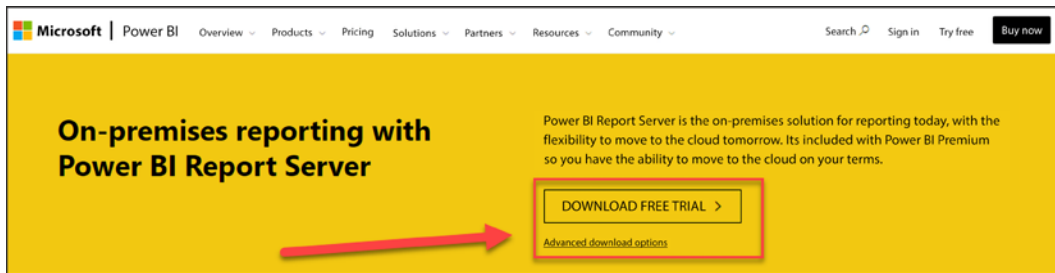 Microsoft | Power BI Overview Products Pricing Solutions Partners Resources Community Search Sign in Try free Buy now
On-premises reporting with
Power BI Report Server
Power BI Report Server is the on-premises solution for reporting today, with the
flexibility to move to the cloud tomorrow. Its included with Power BI Premium
so you have the ability to move to the cloud on your terms.
DOWNLOAD FREE TRIAL >
Advanced download options